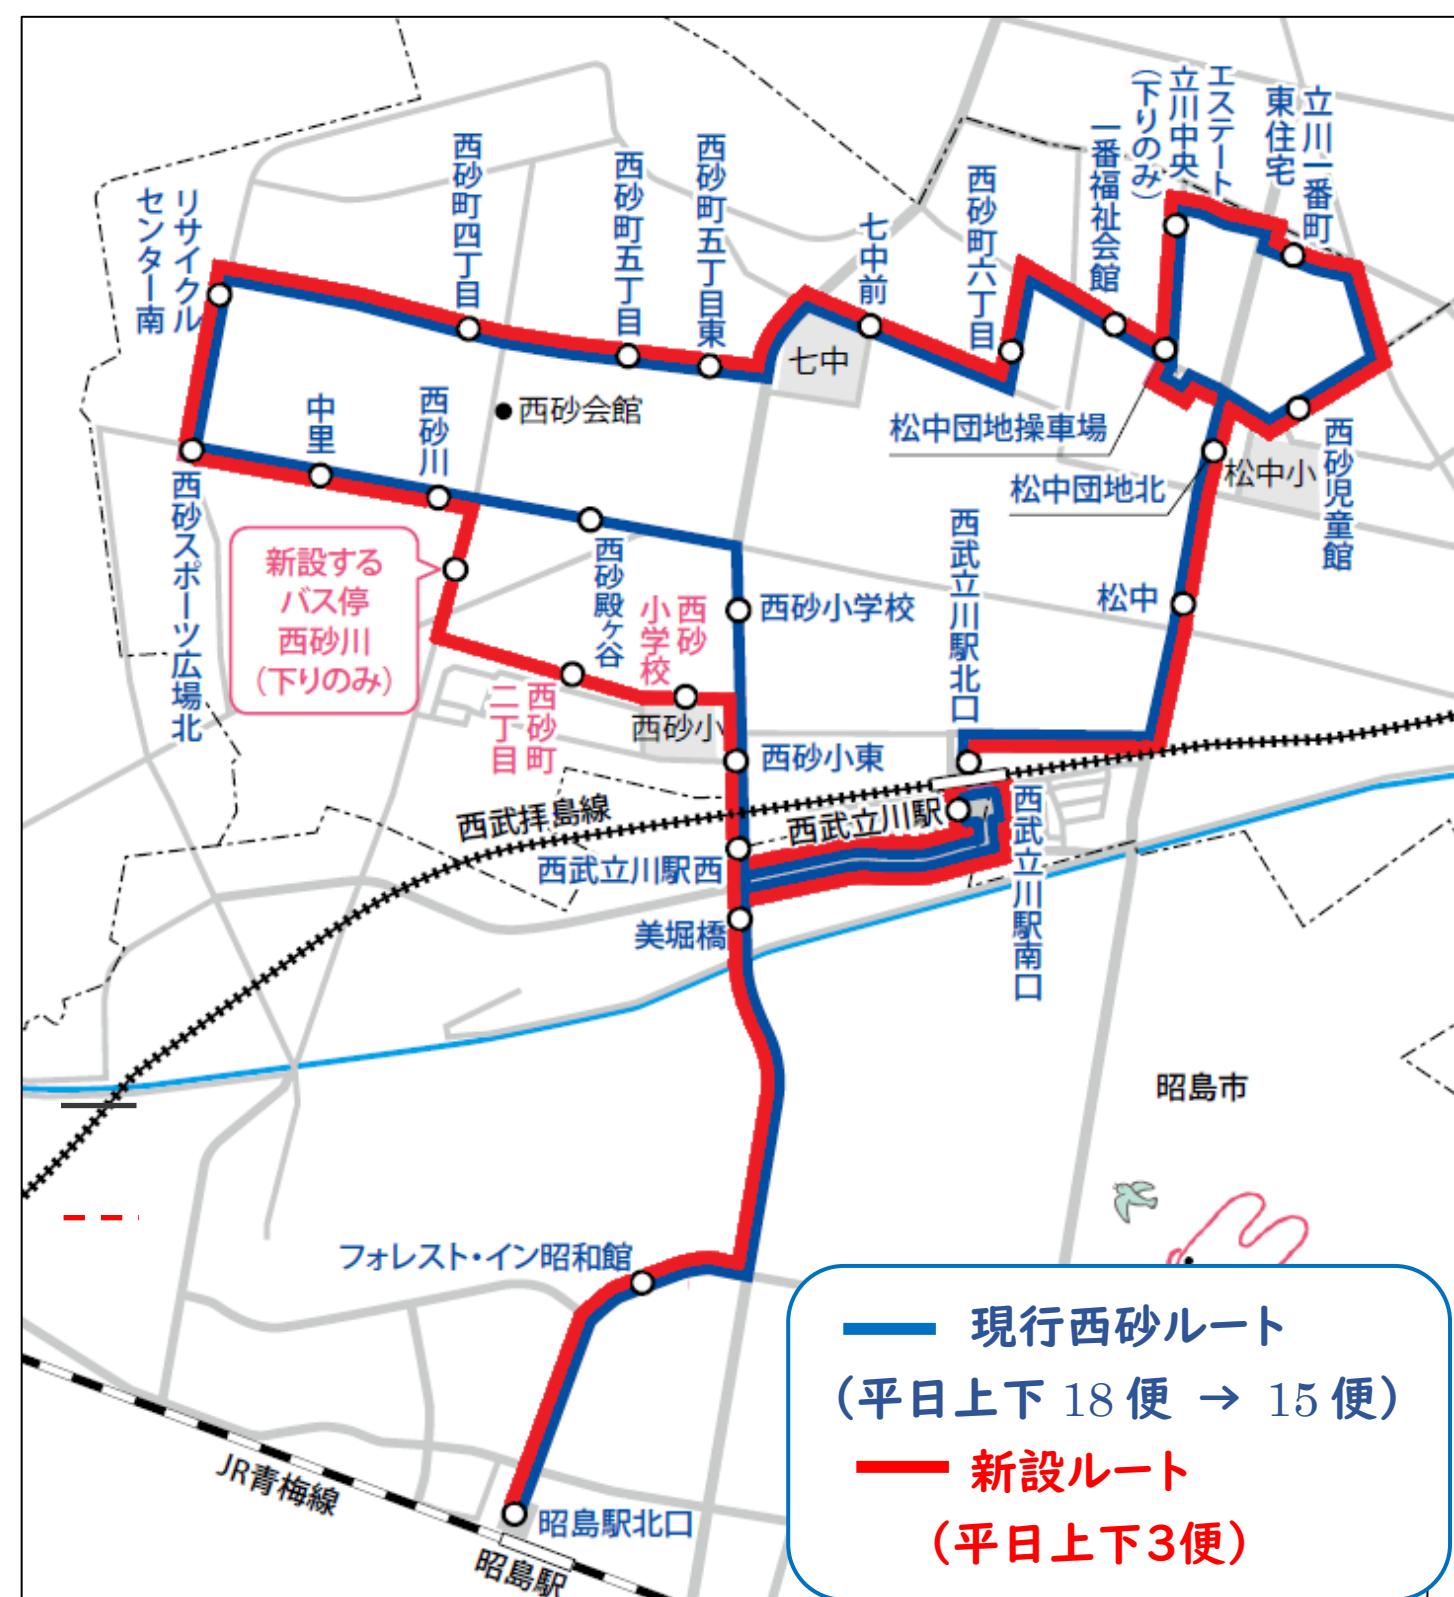 リサイクル
センター南
西砂町四丁目
西砂町五丁目
西砂町五丁目東
七中前
七中
西砂町六丁目
一番福祉会館
エステート
立川中央
(下りのみ)
立川一番町
東住宅
西砂会館
中里
西砂川
松中団地操車場
松中団地北
松中小
西砂児童館
西砂スポーツ広場北
新設する
バス停
西砂川
(下りのみ)
西砂殿ヶ谷
西砂
小学校
西砂小学校
西武立川駅北口
松中
西砂町
二丁目
西砂小
西砂小東
西武拝島線
西武立川駅
西武立川駅西
西武立川駅南口
美堀橋
昭島市
フォレスト・イン昭和館
JR青梅線
昭島駅北口
昭島駅
現行西砂ルート
(平日上下 18 便 → 15 便)
新設ルート
(平日上下3便)